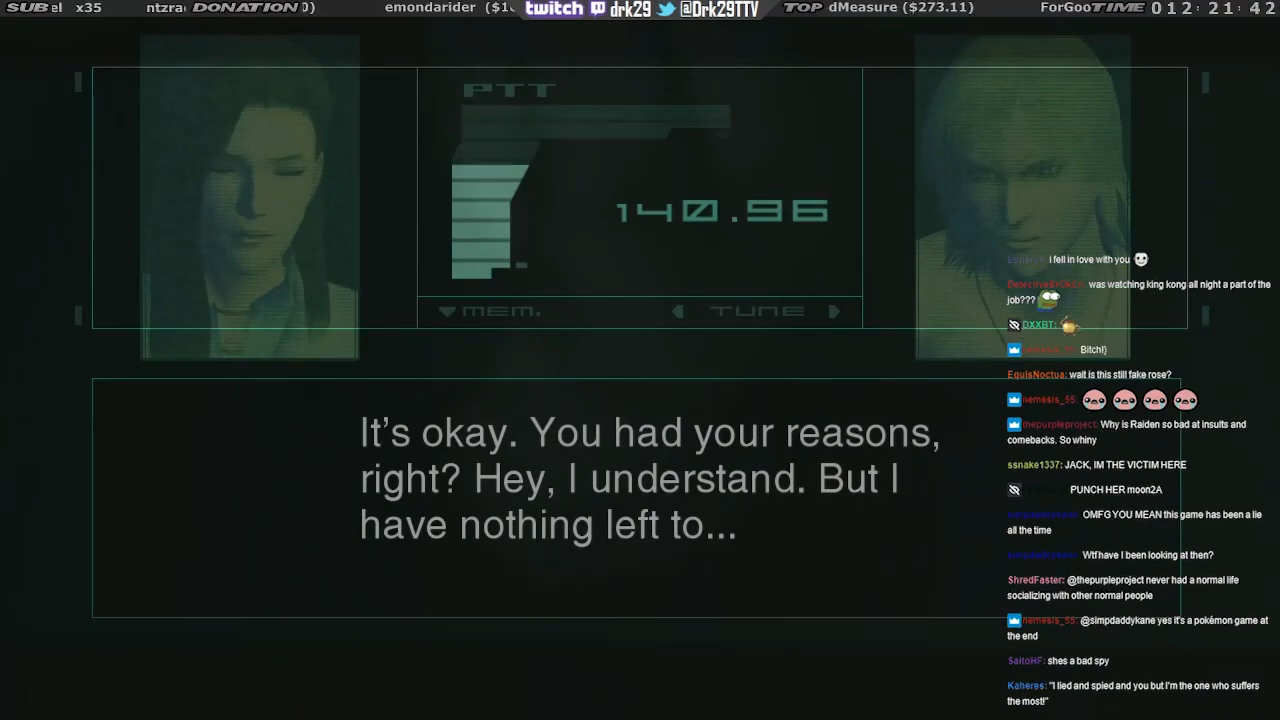 SUB el x35 ntzra DONATION 0) emondarider ($1 twitch drk29 @Drk29TTV TOP dMeasure ($273.11) ForGoo TIME 012:21:42
PTT
140.96
MEM.
TUNE
It's okay. You had your reasons,
right? Hey, I understand. But I
have nothing left to...
i fell in love with you
was watching king kong all night a part of the
job???
DXXBT:
nemesis_55: Bitch!}
EquisNoctua: wait is this still fake rose?
nemesis_55:
thepurpleproject: Why is Raiden so bad at insults and
comebacks. So whiny
ssnake1337: JACK, IM THE VICTIM HERE
PUNCH HER moon2A
OMFG YOU MEAN this game has been a lie
all the time
Wtf have I been looking at then?
ShredFaster: @thepurpleproject never had a normal life
socializing with other normal people
nemesis_55: @simpdaddykane yes it's a pokémon game at
the end
SaitoHF: shes a bad spy
Kaheres: "I lied and spied and you but I'm the one who suffers
the most!"